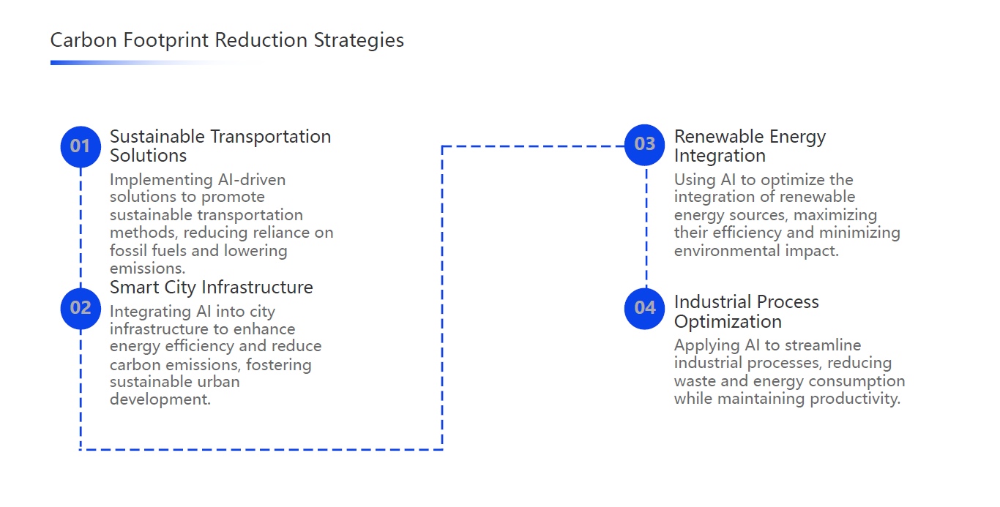 Carbon Footprint Reduction Strategies
01
Sustainable Transportation
Solutions
Implementing AI-driven
solutions to promote
sustainable transportation
methods, reducing reliance on
fossil fuels and lowering
emissions.
02
Smart City Infrastructure
Integrating AI into city
infrastructure to enhance
energy efficiency and reduce
carbon emissions, fostering
sustainable urban
development.
03
Renewable Energy
Integration
Using AI to optimize the
integration of renewable
energy sources, maximizing
their efficiency and minimizing
environmental impact.
04
Industrial Process
Optimization
Applying AI to streamline
industrial processes, reducing
waste and energy consumption
while maintaining productivity.